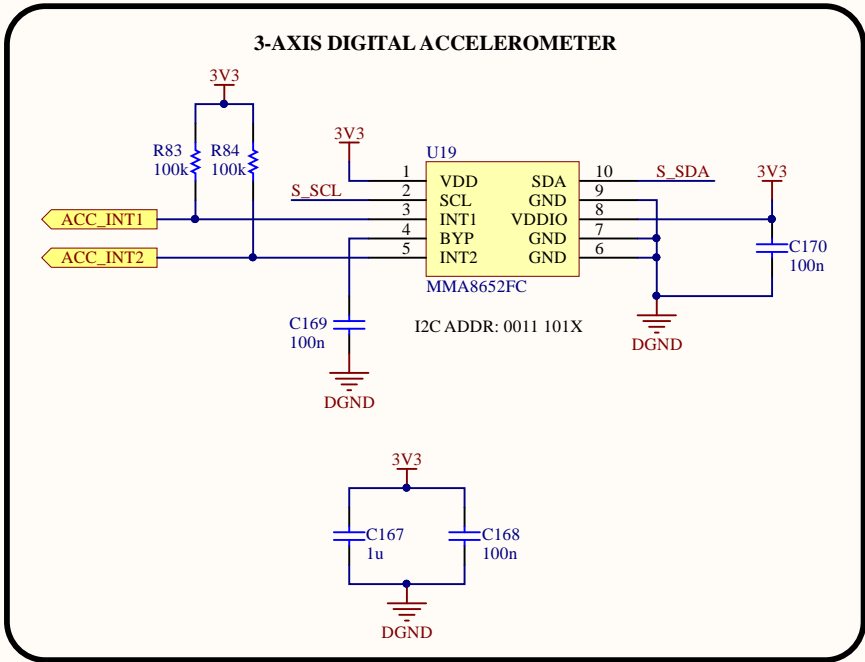 3-AXIS DIGITAL ACCELEROMETER
3V3
R83
100k
R84
100k
3V3
U19
S_SCL
S_SDA
3V3
ACC_INT1
ACC_INT2
1 VDD SDA 10
2 SCL GND 9
3 INT1 VDDIO 8
4 BYP GND 7
5 INT2 GND 6
MMA8652FC
C170
100n
C169
100n
I2C ADDR: 0011 101X
DGND
DGND
3V3
C167
1u
C168
100n
DGND